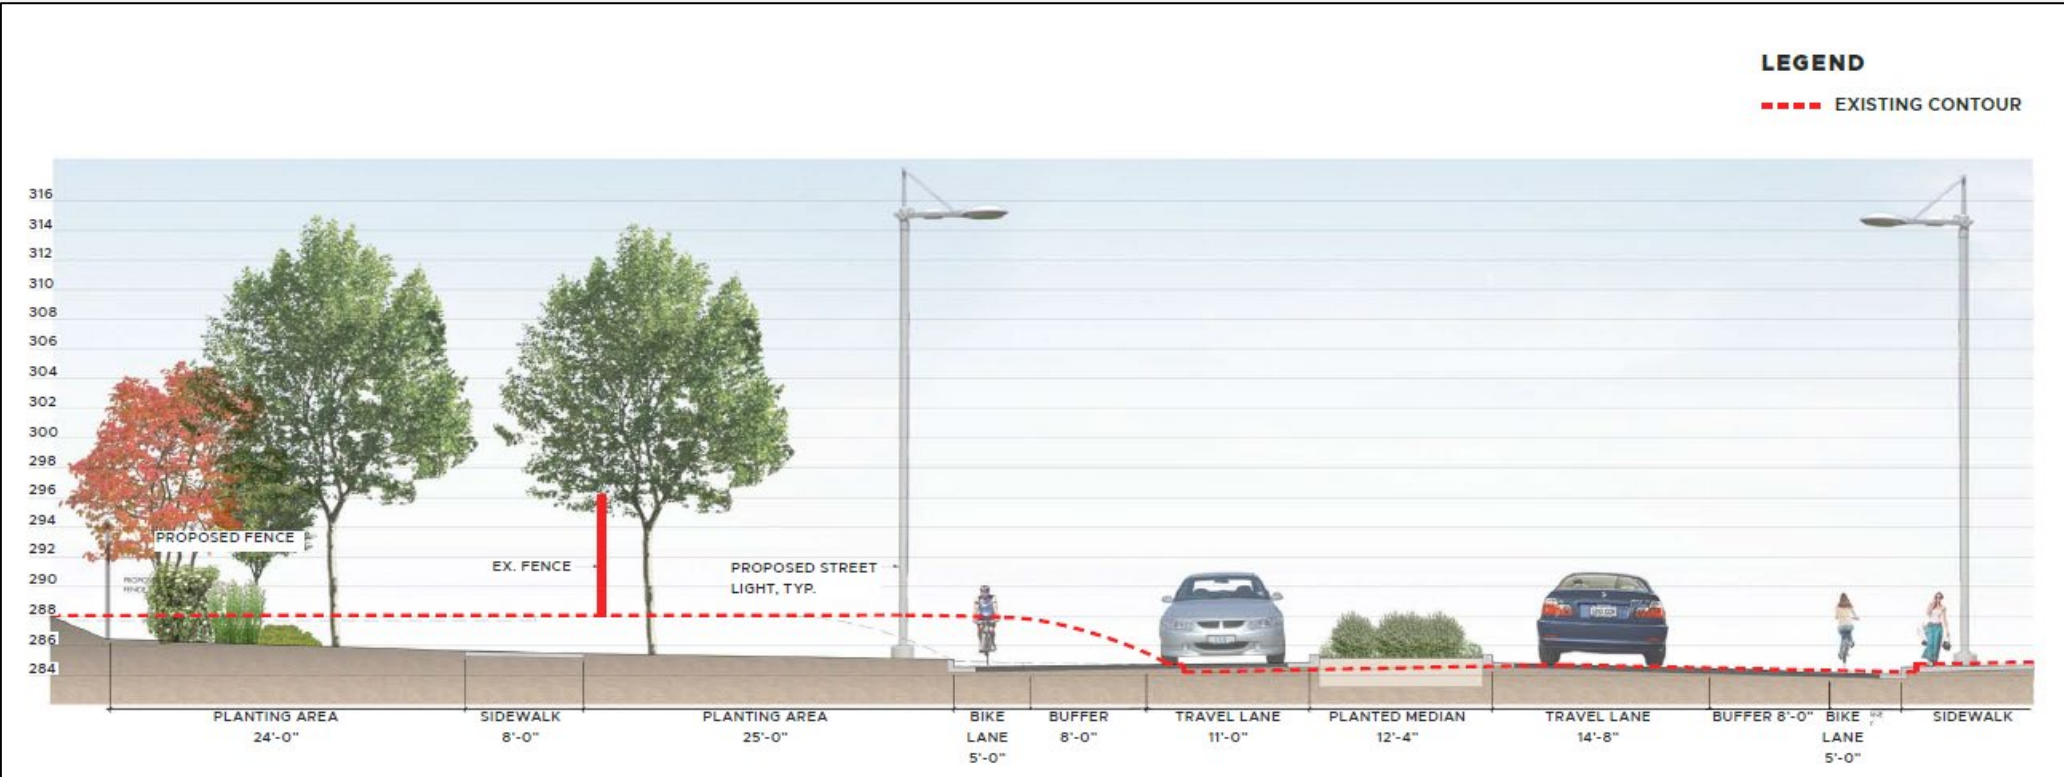 LEGEND
EXISTING CONTOUR
316
314
312
310
308
306
304
302
300
298
296
294
292
290
288
286
284
PROPOSED FENCE
EX. FENCE
PROPOSED STREET
LIGHT, TYP.
PLANTING AREA
24'-0"
SIDEWALK
8'-0"
PLANTING AREA
25'-0"
BIKE
LANE
5'-0"
BUFFER
8'-0"
TRAVEL LANE
11'-0"
PLANTED MEDIAN
12'-4"
TRAVEL LANE
14'-8"
BUFFER 8'-0"
BIKE
LANE
5'-0"
SIDEWALK